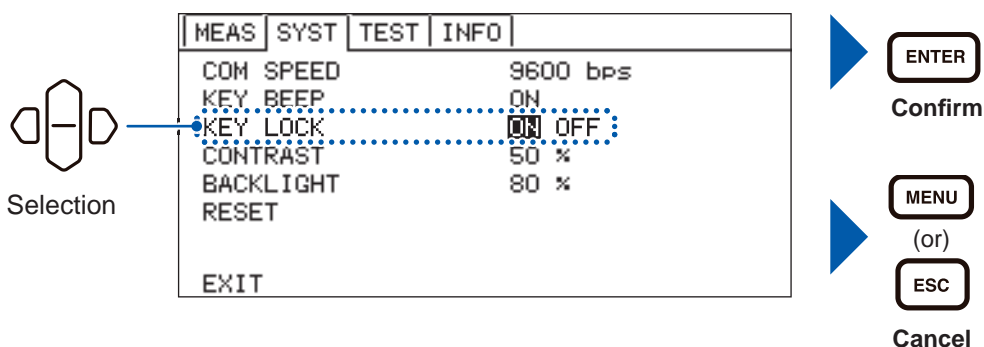 MEAS SYST TEST INFO
COM SPEED 9600 bps
KEY BEEP ON
KEY LOCK ON OFF
CONTRAST 50 %
BACKLIGHT 80 %
RESET
EXIT
Selection
ENTER
Confirm
MENU
(or)
ESC
Cancel